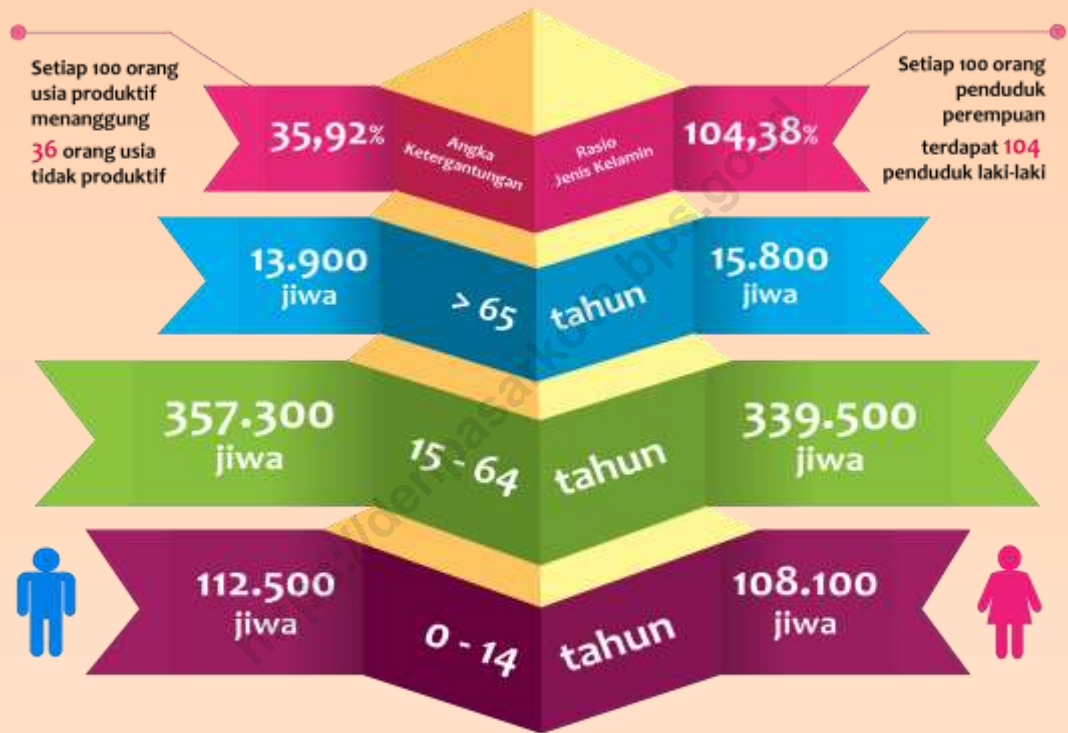 Setiap 100 orang
usia produktif
menanggung
36 orang usia
tidak produktif
35,92%
Angka
Ketergantungan
Rasio
Jenis Kelamin
104,38%
Setiap 100 orang
penduduk
perempuan
terdapat 104
penduduk laki-laki
13.900
jiwa
> 65
tahun
15.800
jiwa
357.300
jiwa
15 - 64
tahun
339.500
jiwa
112.500
jiwa
0 - 14
tahun
108.100
jiwa